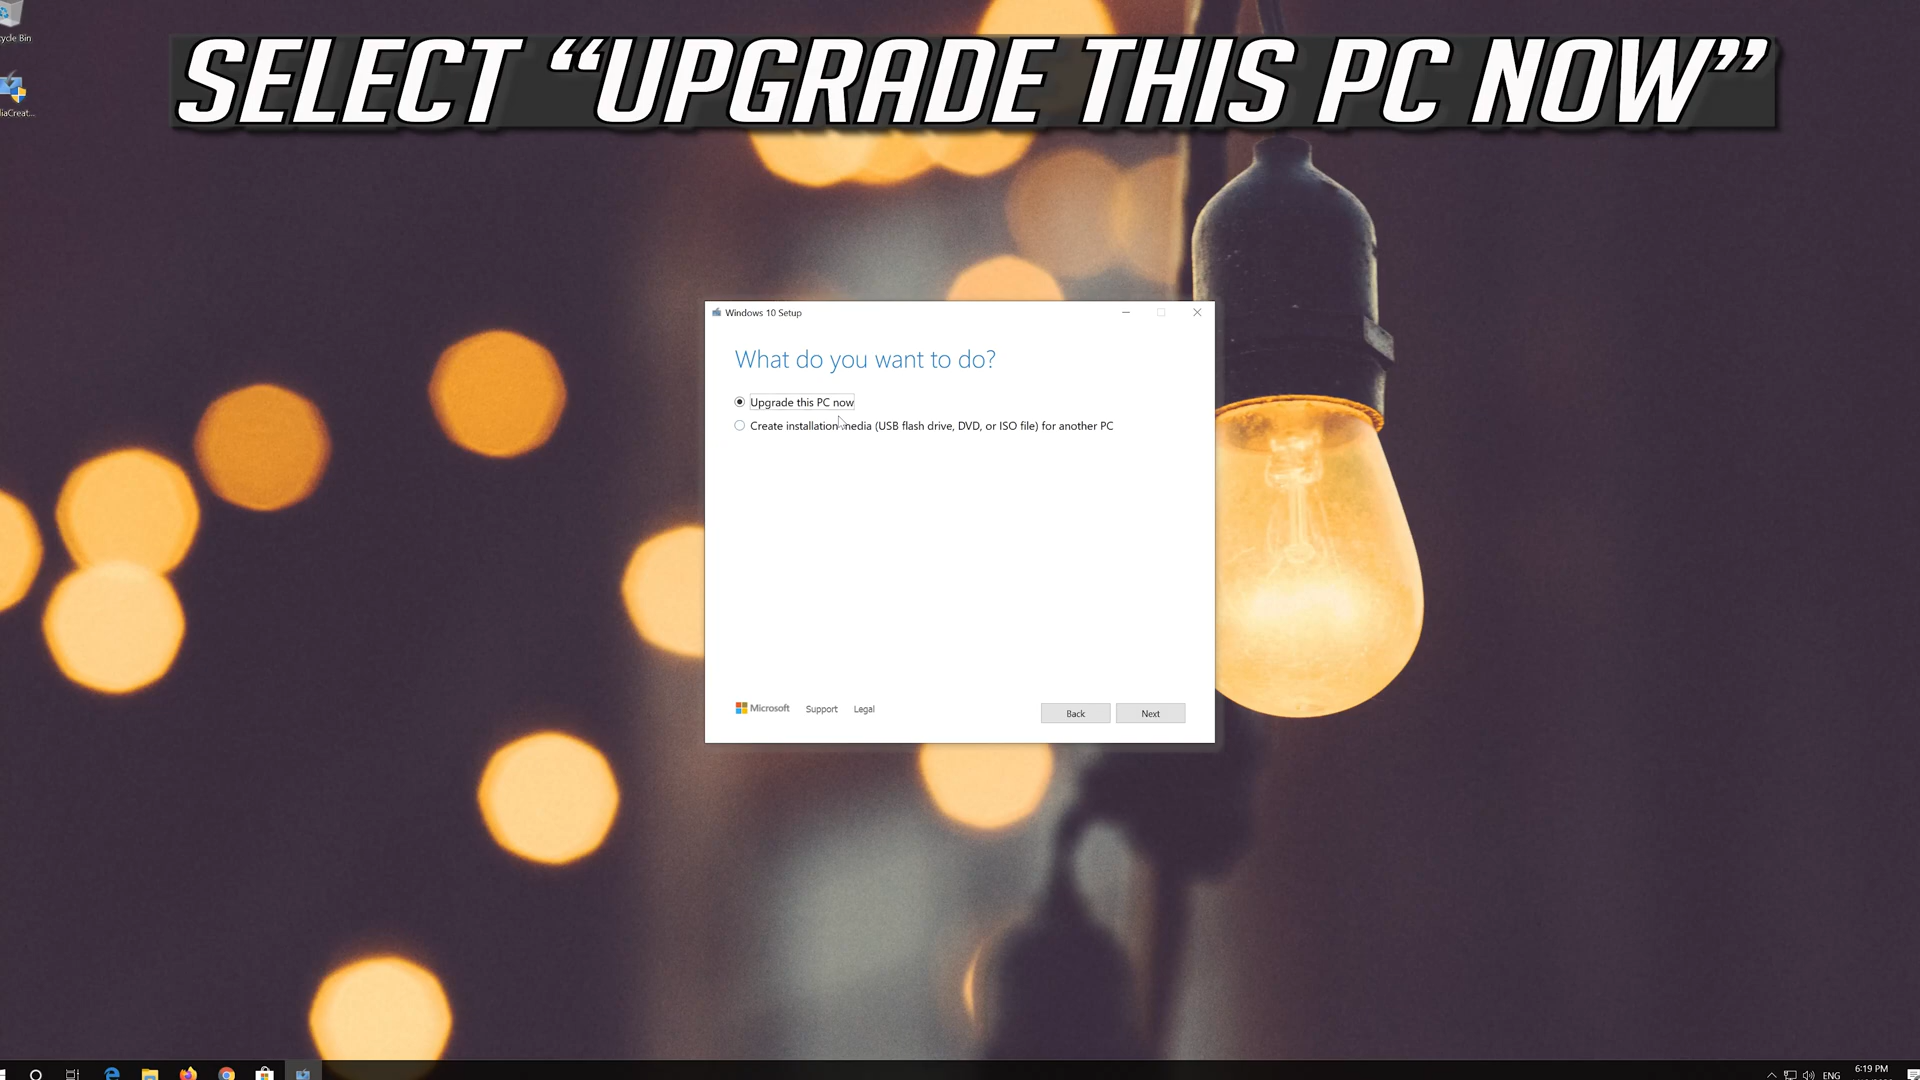 SELECT “UPGRADE THIS PC NOW”
Windows 10 Setup
What do you want to do?
Upgrade this PC now
Create installation media (USB flash drive, DVD, or ISO file) for another PC
Microsoft Support Legal
Back Next
ENG
6:19 PM